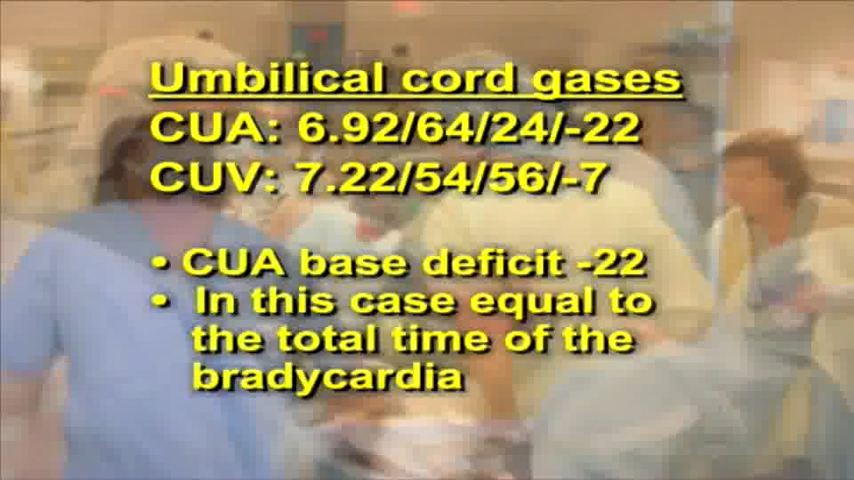 Umbilical cord gases
CUA: 6.92/64/24/-22
CUV: 7.22/54/56/-7
• CUA base deficit -22
• In this case equal to
the total time of the
bradycardia